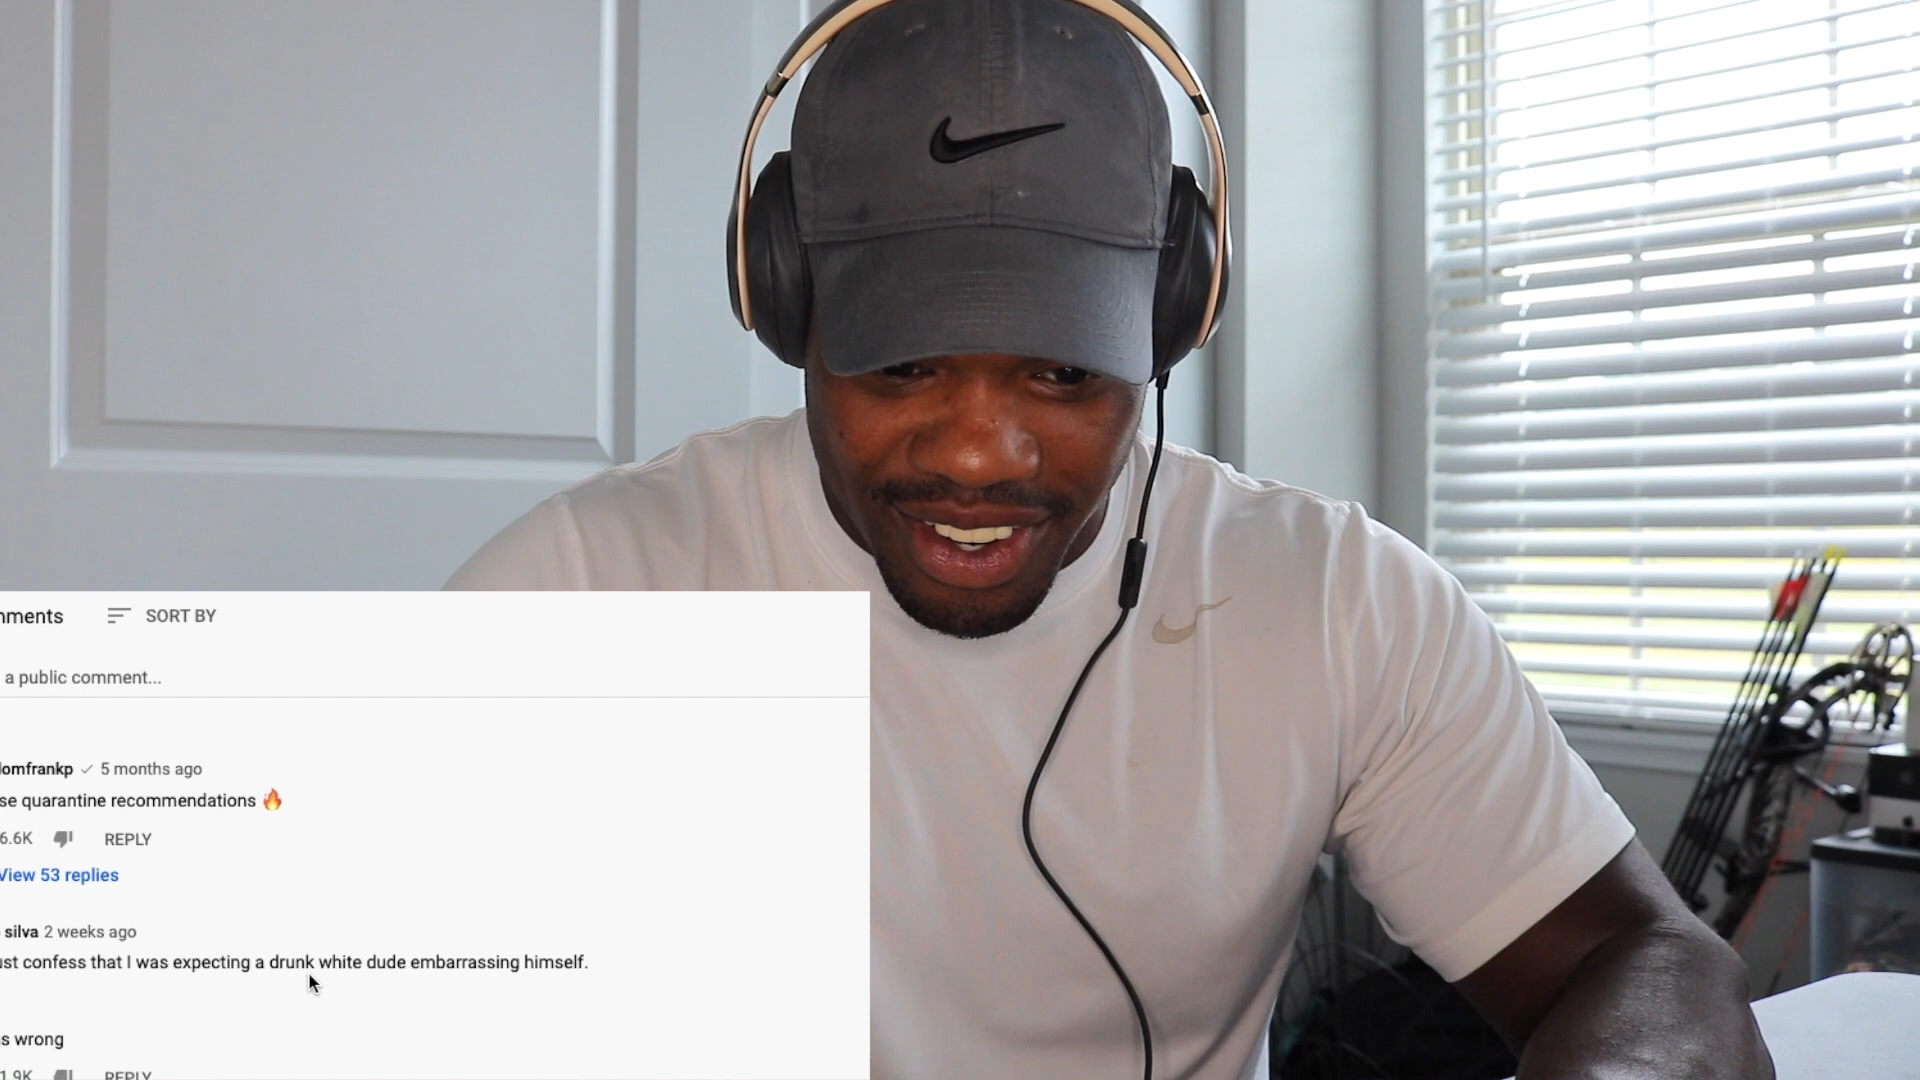 nments SORT BY
a public comment...
lomfrankp 5 months ago
se quarantine recommendations 🔥
6.6K REPLY
View 53 replies
silva 2 weeks ago
ust confess that I was expecting a drunk white dude embarrassing himself.
s wrong
1.9K REPLY